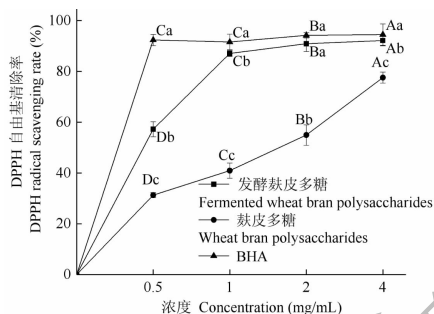 DPPH 自由基清除率
DPPH radical scavenging rate (%)
100
80
60
40
20
0
Ca
Ca
Ba
Aa
Cb
Ba
Ab
Db
Dc
Cc
Bb
Ac
发酵麸皮多糖
Fermented wheat bran polysaccharides
麸皮多糖
Wheat bran polysaccharides
BHA
0.5 1 2 4
浓度 Concentration (mg/mL)